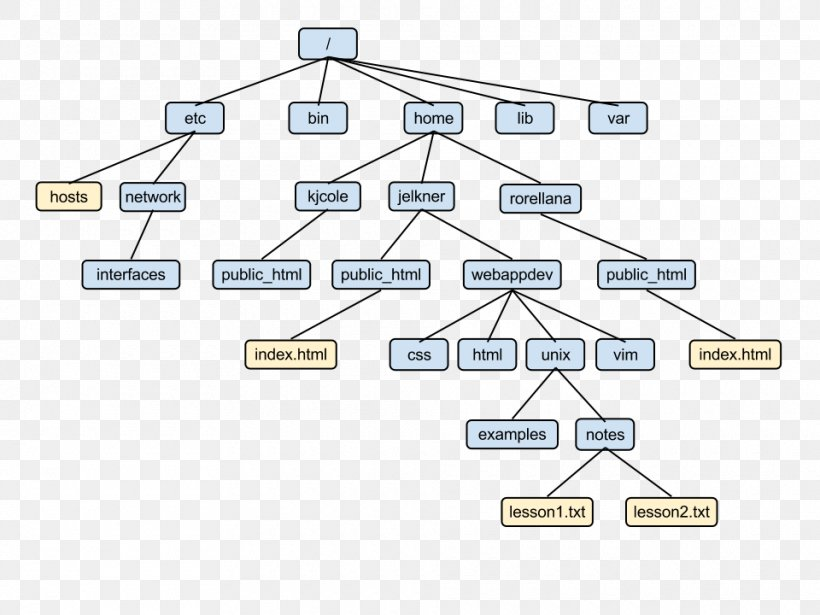 /
etc
bin
home
lib
var
hosts
network
kjcole
jelkner
rorellana
interfaces
public_html
public_html
webappdev
public_html
index.html
css
html
unix
vim
index.html
examples
notes
lesson1.txt
lesson2.txt